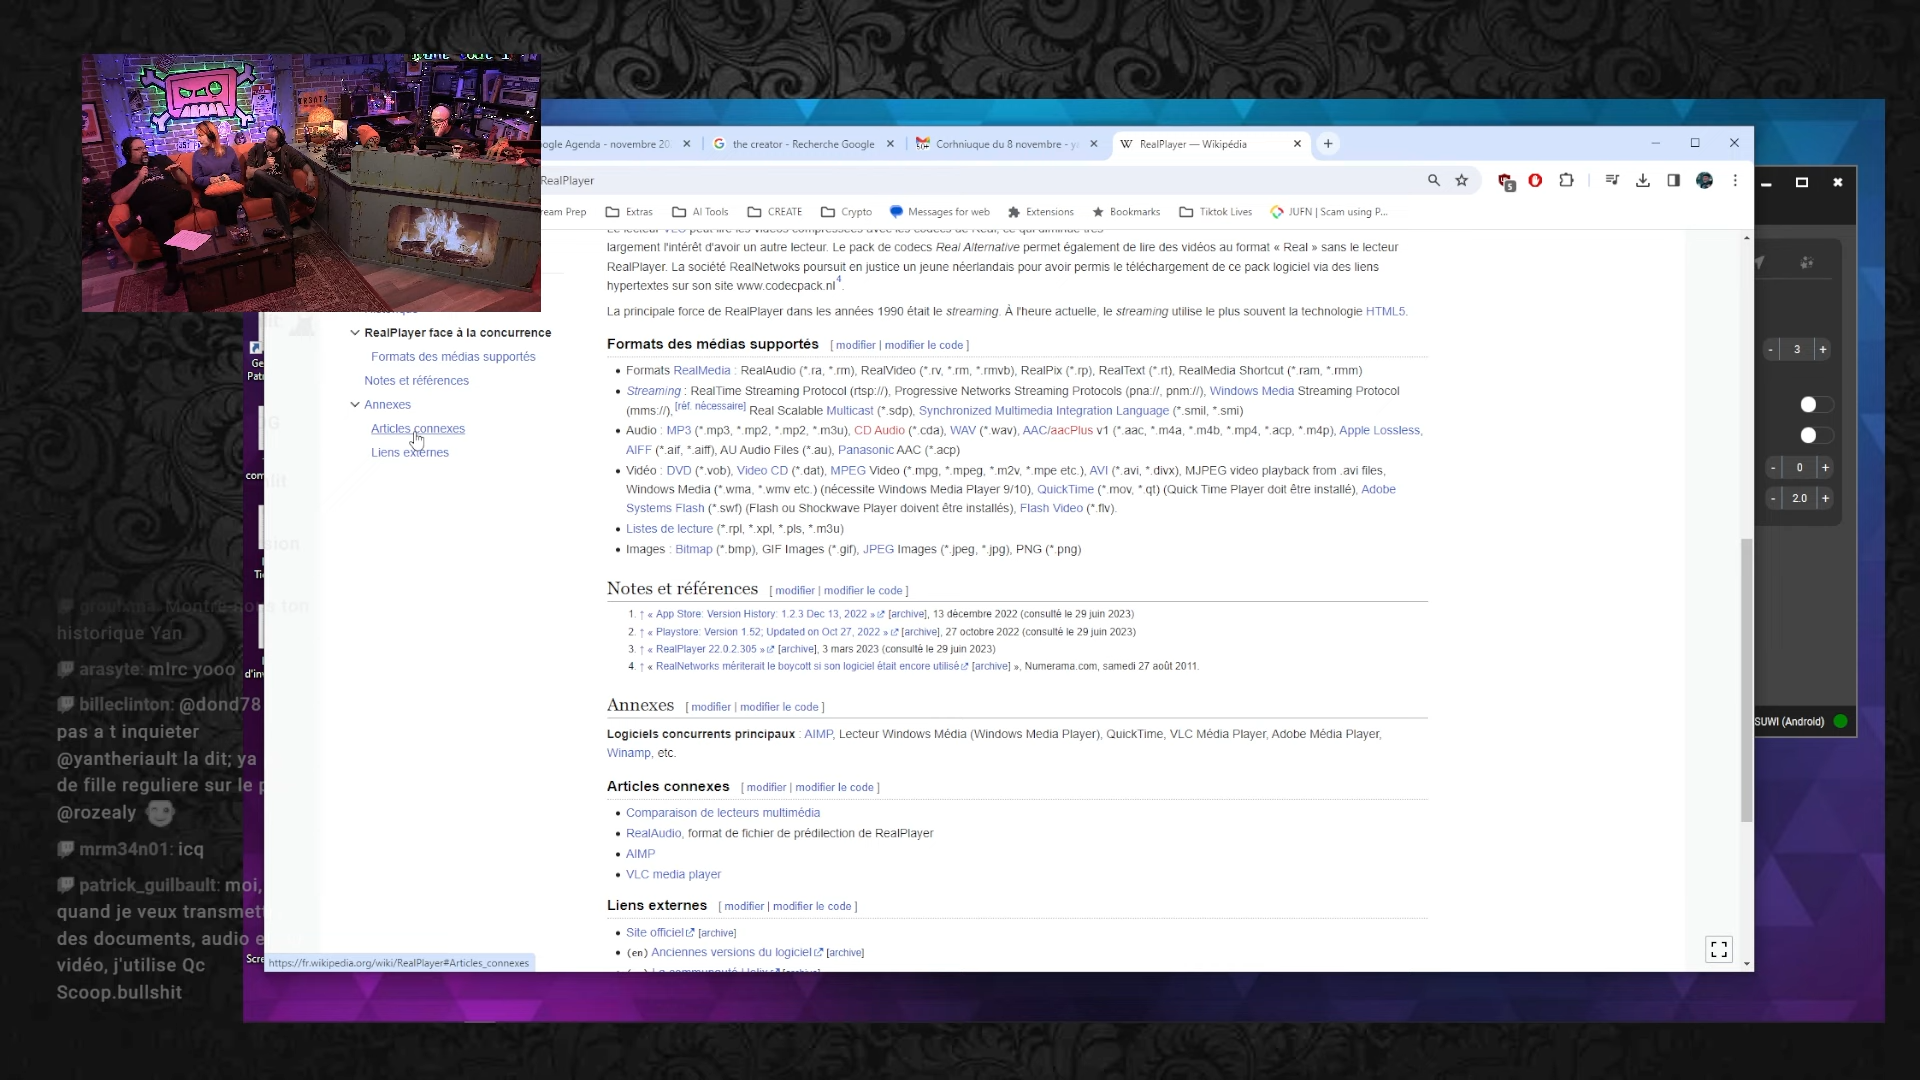 ogle Agenda - novembre 20
the creator - Recherche Google
Corhniuque du 8 novembre - y
RealPlayer — Wikipédia
RealPlayer
eam Prep
Extras
AI Tools
CREATE
Crypto
Messages for web
Extensions
Bookmarks
Tiktok Lives
JUFN | Scam using P...
largement l'intérêt d'avoir un autre lecteur. Le pack de codecs Real Alternative permet également de lire des vidéos au format « Real » sans le lecteur
RealPlayer. La société RealNetwoks poursuit en justice un jeune néerlandais pour avoir permis le téléchargement de ce pack logiciel via des liens
hypertextes sur son site www.codecpack.nl4.
La principale force de RealPlayer dans les années 1990 était le streaming. À l'heure actuelle, le streaming utilise le plus souvent la technologie HTML5.
RealPlayer face à la concurrence
Formats des médias supportés
Notes et références
Annexes
Articles connexes
Liens externes
Formats des médias supportés [ modifier | modifier le code ]
• Formats RealMedia : RealAudio (*.ra, *.rm), RealVideo (*.rv, *.rm, *.rmvb), RealPix (*.rp), RealText (*.rt), RealMedia Shortcut (*.ram, *.rmm)
• Streaming : RealTime Streaming Protocol (rtsp://), Progressive Networks Streaming Protocols (pna://, pnm://), Windows Media Streaming Protocol
(mms://),[réf. nécessaire] Real Scalable Multicast (*.sdp), Synchronized Multimedia Integration Language (*.smil, *.smi)
• Audio : MP3 (*.mp3, *.mp2, *.mp2, *.m3u), CD Audio (*.cda), WAV (*.wav), AAC/aacPlus v1 (*.aac, *.m4a, *.m4b, *.mp4, *.acp, *.m4p), Apple Lossless,
AIFF (*.aif, *.aiff), AU Audio Files (*.au), Panasonic AAC (*.acp)
• Vidéo : DVD (*.vob), Video CD (*.dat), MPEG Video (*.mpg, *.mpeg, *.m2v, *.mpe etc.), AVI (*.avi, *.divx), MJPEG video playback from .avi files,
Windows Media (*.wma, *.wmv etc.) (nécessite Windows Media Player 9/10), QuickTime (*.mov, *.qt) (Quick Time Player doit être installé), Adobe
Systems Flash (*.swf) (Flash ou Shockwave Player doivent être installés), Flash Video (*.flv).
• Listes de lecture (*.rpl, *.xpl, *.pls, *.m3u)
• Images : Bitmap (*.bmp), GIF Images (*.gif), JPEG Images (*.jpeg, *.jpg), PNG (*.png)
Notes et références [ modifier | modifier le code ]
1. ↑ « App Store: Version History: 1.2.3 Dec 13, 2022 » [archive], 13 décembre 2022 (consulté le 29 juin 2023)
2. ↑ « Playstore: Version 1.52; Updated on Oct 27, 2022 » [archive], 27 octobre 2022 (consulté le 29 juin 2023)
3. ↑ « RealPlayer 22.0.2.305 » [archive], 3 mars 2023 (consulté le 29 juin 2023)
4. ↑ « RealNetworks mériterait le boycott si son logiciel était encore utilisé [archive] », Numerama.com, samedi 27 août 2011.
Annexes [ modifier | modifier le code ]
Logiciels concurrents principaux : AIMP, Lecteur Windows Média (Windows Media Player), QuickTime, VLC Média Player, Adobe Média Player,
Winamp, etc.
Articles connexes [ modifier | modifier le code ]
• Comparaison de lecteurs multimédia
• RealAudio, format de fichier de prédilection de RealPlayer
• AIMP
• VLC media player
Liens externes [ modifier | modifier le code ]
• Site officiel [archive]
• (en) Anciennes versions du logiciel [archive]
https://fr.wikipedia.org/wiki/RealPlayer#Articles_connexes
- 3 +
- 0 +
- 2.0 +
SUWI (Android)
groulxma: Montre-nous ton
historique Yan
arasyte: mIrc yooo
billeclinton: @dond78
pas a t inquieter
@yantheriault la dit; ya
de fille reguliere sur le p
@rozealy
mrm34n01: icq
patrick_guilbault: moi,
quand je veux transmett
des documents, audio e
vidéo, j'utilise Qc
Scoop.bullshit